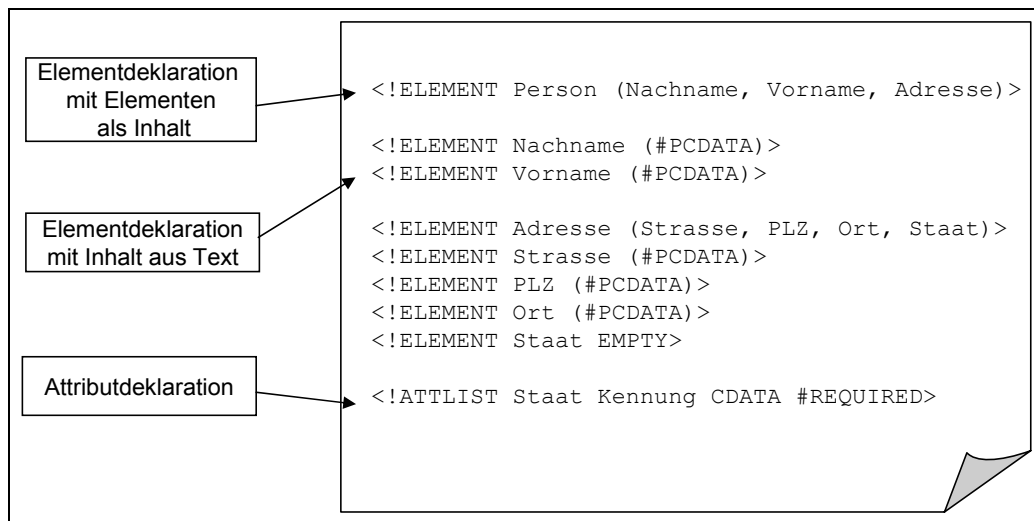 Elementdeklaration
mit Elementen
als Inhalt
Elementdeklaration
mit Inhalt aus Text
Attributdeklaration
<!ELEMENT Person (Nachname, Vorname, Adresse)>
<!ELEMENT Nachname (#PCDATA)>
<!ELEMENT Vorname (#PCDATA)>
<!ELEMENT Adresse (Strasse, PLZ, Ort, Staat)>
<!ELEMENT Strasse (#PCDATA)>
<!ELEMENT PLZ (#PCDATA)>
<!ELEMENT Ort (#PCDATA)>
<!ELEMENT Staat EMPTY>
<!ATTLIST Staat Kennung CDATA #REQUIRED>